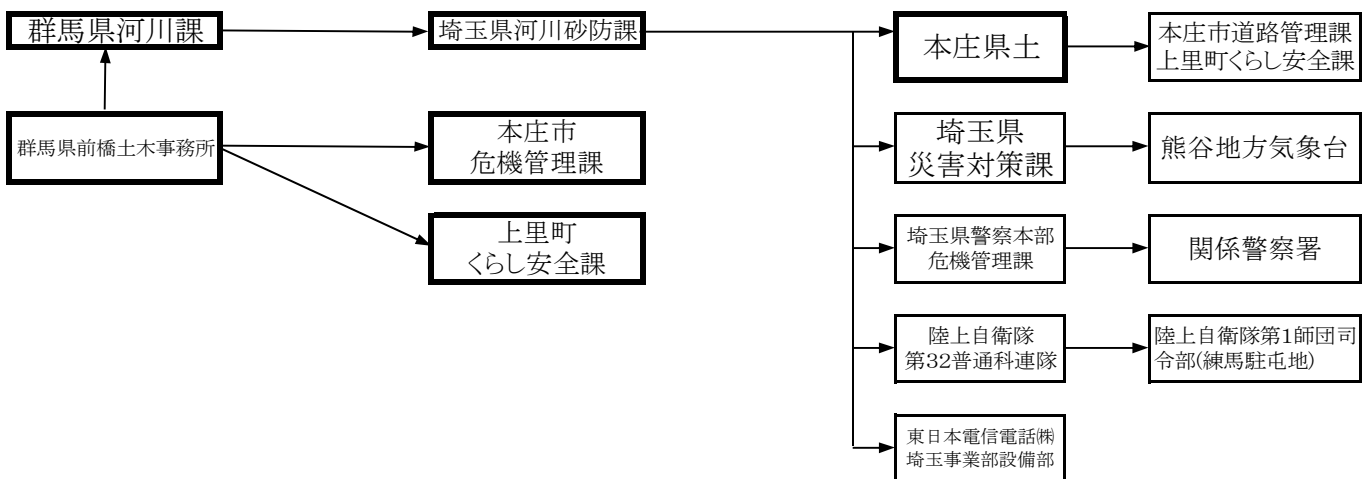 群馬県河川課
埼玉県河川砂防課
本庄県土
本庄市道路管理課
上里町くらし安全課
群馬県前橋土木事務所
本庄市
危機管理課
埼玉県
災害対策課
熊谷地方気象台
上里町
くらし安全課
埼玉県警察本部
危機管理課
関係警察署
陸上自衛隊
第32普通科連隊
陸上自衛隊第1師団司
令部(練馬駐屯地)
東日本電信電話㈱
埼玉事業部設備部